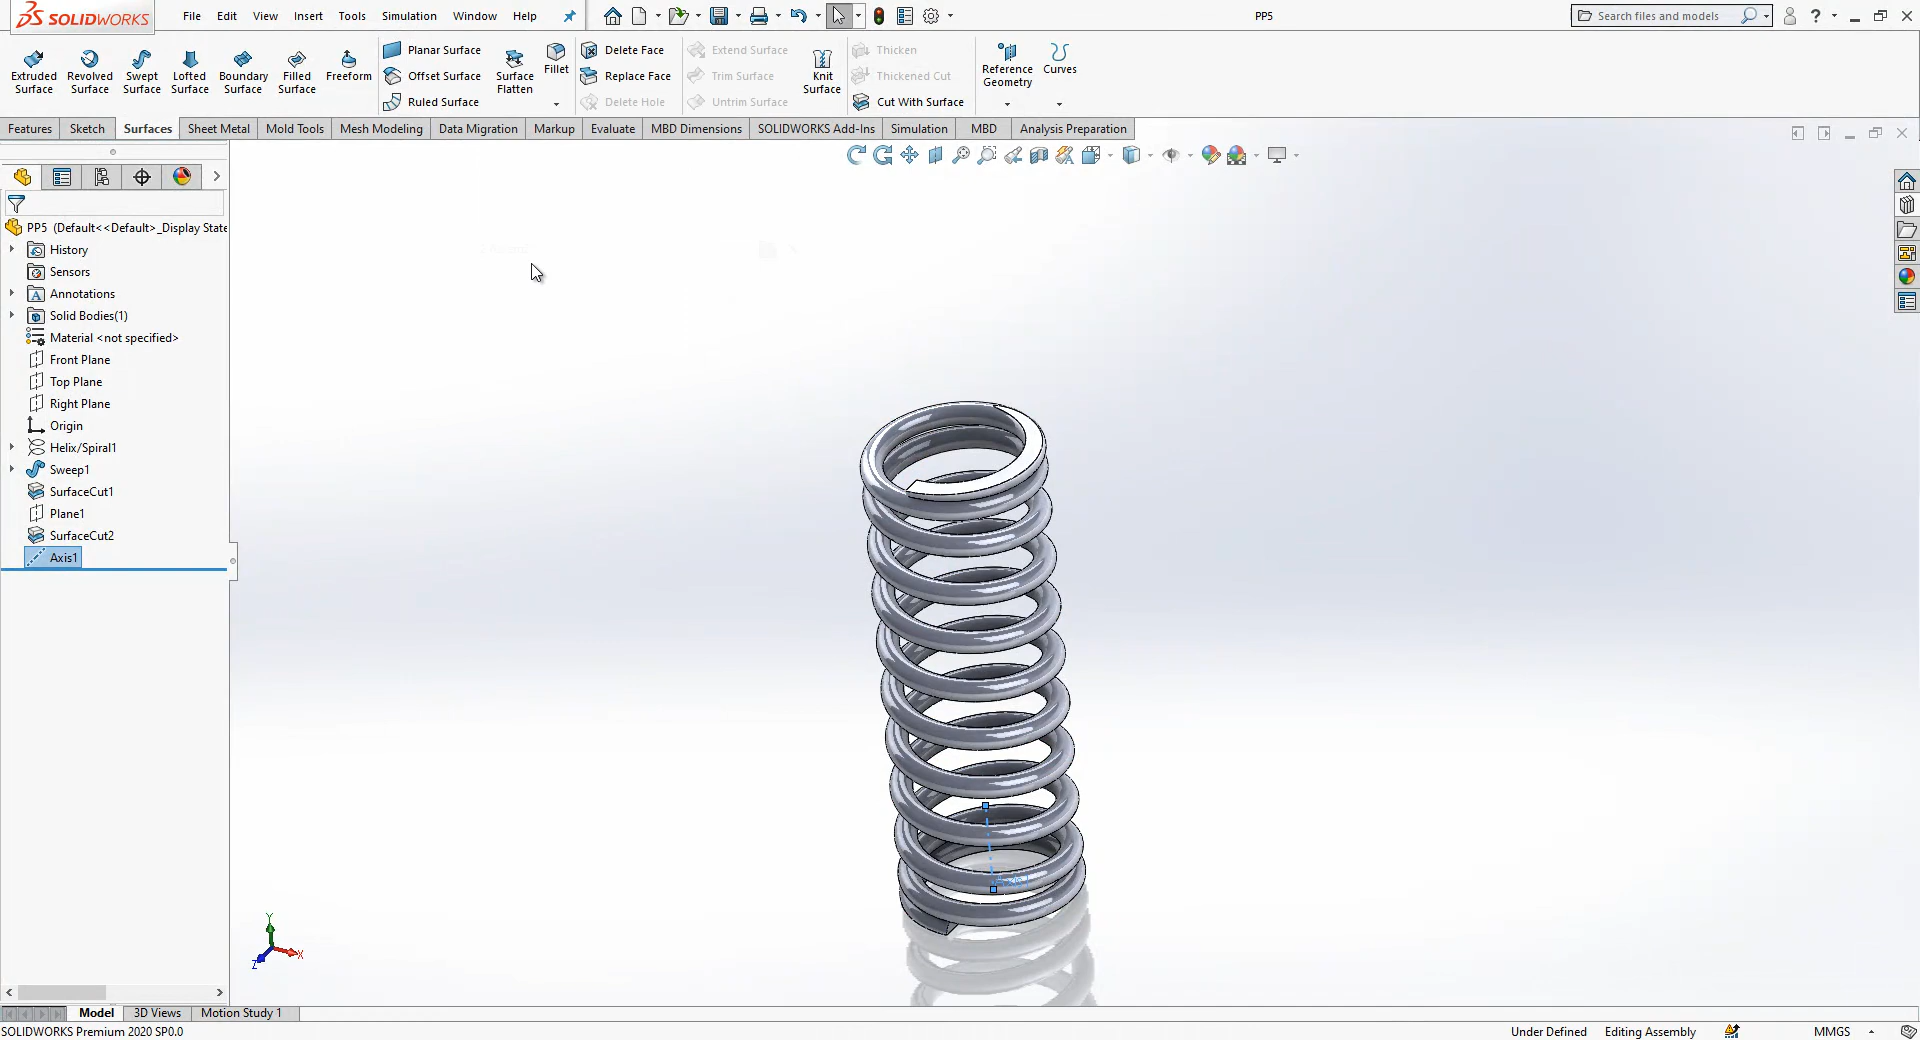 SOLIDWORKS File Edit View Insert Tools Simulation Window Help PP5 Search files and models ?
Extruded Surface
Revolved Surface
Swept Surface
Lofted Surface
Boundary Surface
Filled Surface
Freeform
Planar Surface
Offset Surface
Ruled Surface
Surface Flatten
Fillet
Delete Face
Replace Face
Delete Hole
Extend Surface
Trim Surface
Untrim Surface
Knit Surface
Thicken
Thickened Cut
Cut With Surface
Reference Geometry
Curves
Features Sketch Surfaces Sheet Metal Mold Tools Mesh Modeling Data Migration Markup Evaluate MBD Dimensions SOLIDWORKS Add-Ins Simulation MBD Analysis Preparation
PP5 (Default<<Default>_Display State
History
Sensors
Annotations
Solid Bodies(1)
Material <not specified>
Front Plane
Top Plane
Right Plane
Origin
Helix/Spiral1
Sweep1
SurfaceCut1
Plane1
SurfaceCut2
Axis1
Y
X
Z
Model 3D Views Motion Study 1
SOLIDWORKS Premium 2020 SP0.0 Under Defined Editing Assembly MMGS